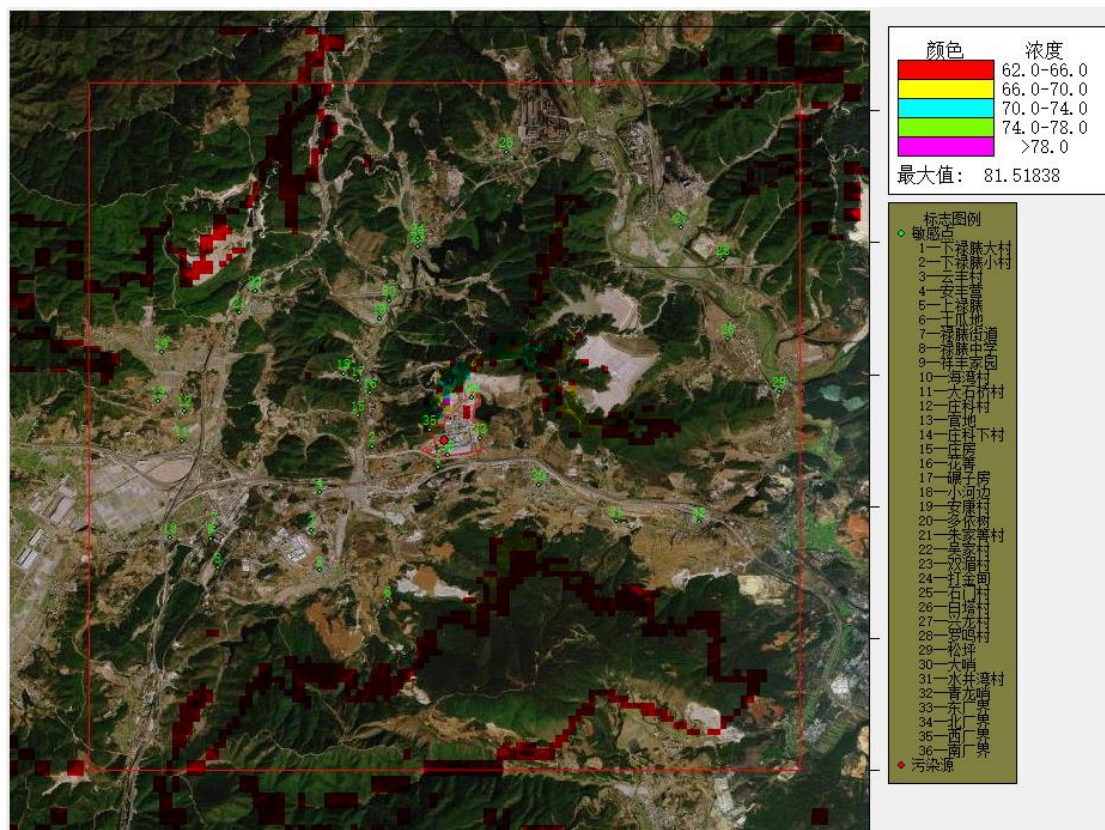 颜色 浓度
62.0-66.0
66.0-70.0
70.0-74.0
74.0-78.0
>78.0
最大值: 81.51838
标志图例
敏感点
1—下禄脿大村
2—下禄脿小村
3—云丰村
4—安丰营
5—上禄脿
6—土瓜地
7—禄脿街道
8—禄脿中学
9—祥丰家园
10—海湾村
11—大石桥村
12—庄科村
13—官地
14—庄科下村
15—庄房
16—花箐
17—碾子房
18—小河边
19—安康村
20—多依树
21—朱家箐村
22—吴家村
23—双湄村
24—打金甸
25—石门村
26—白塔村
27—兴龙村
28—罗鸣村
29—松坪
30—大哨
31—水井湾村
32—青龙哨
33—东厂界
34—北厂界
35—西厂界
36—南厂界
污染源